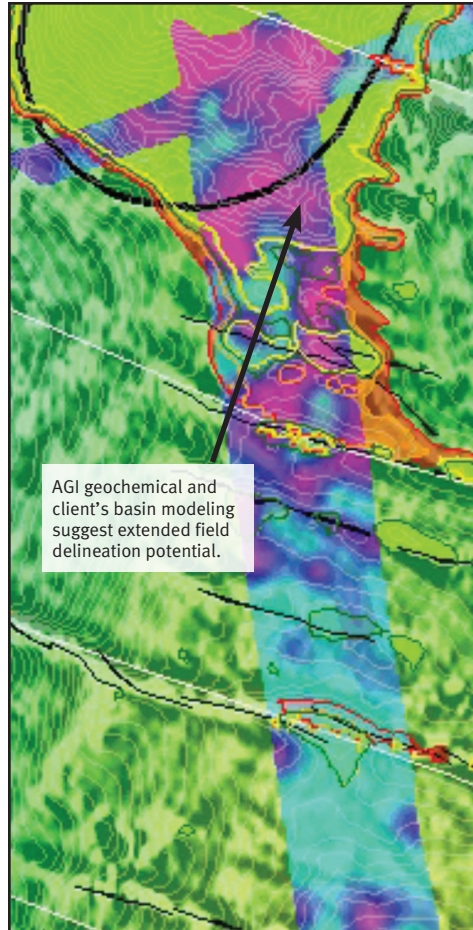 AGI geochemical and
client’s basin modeling
suggest extended field
delineation potential.